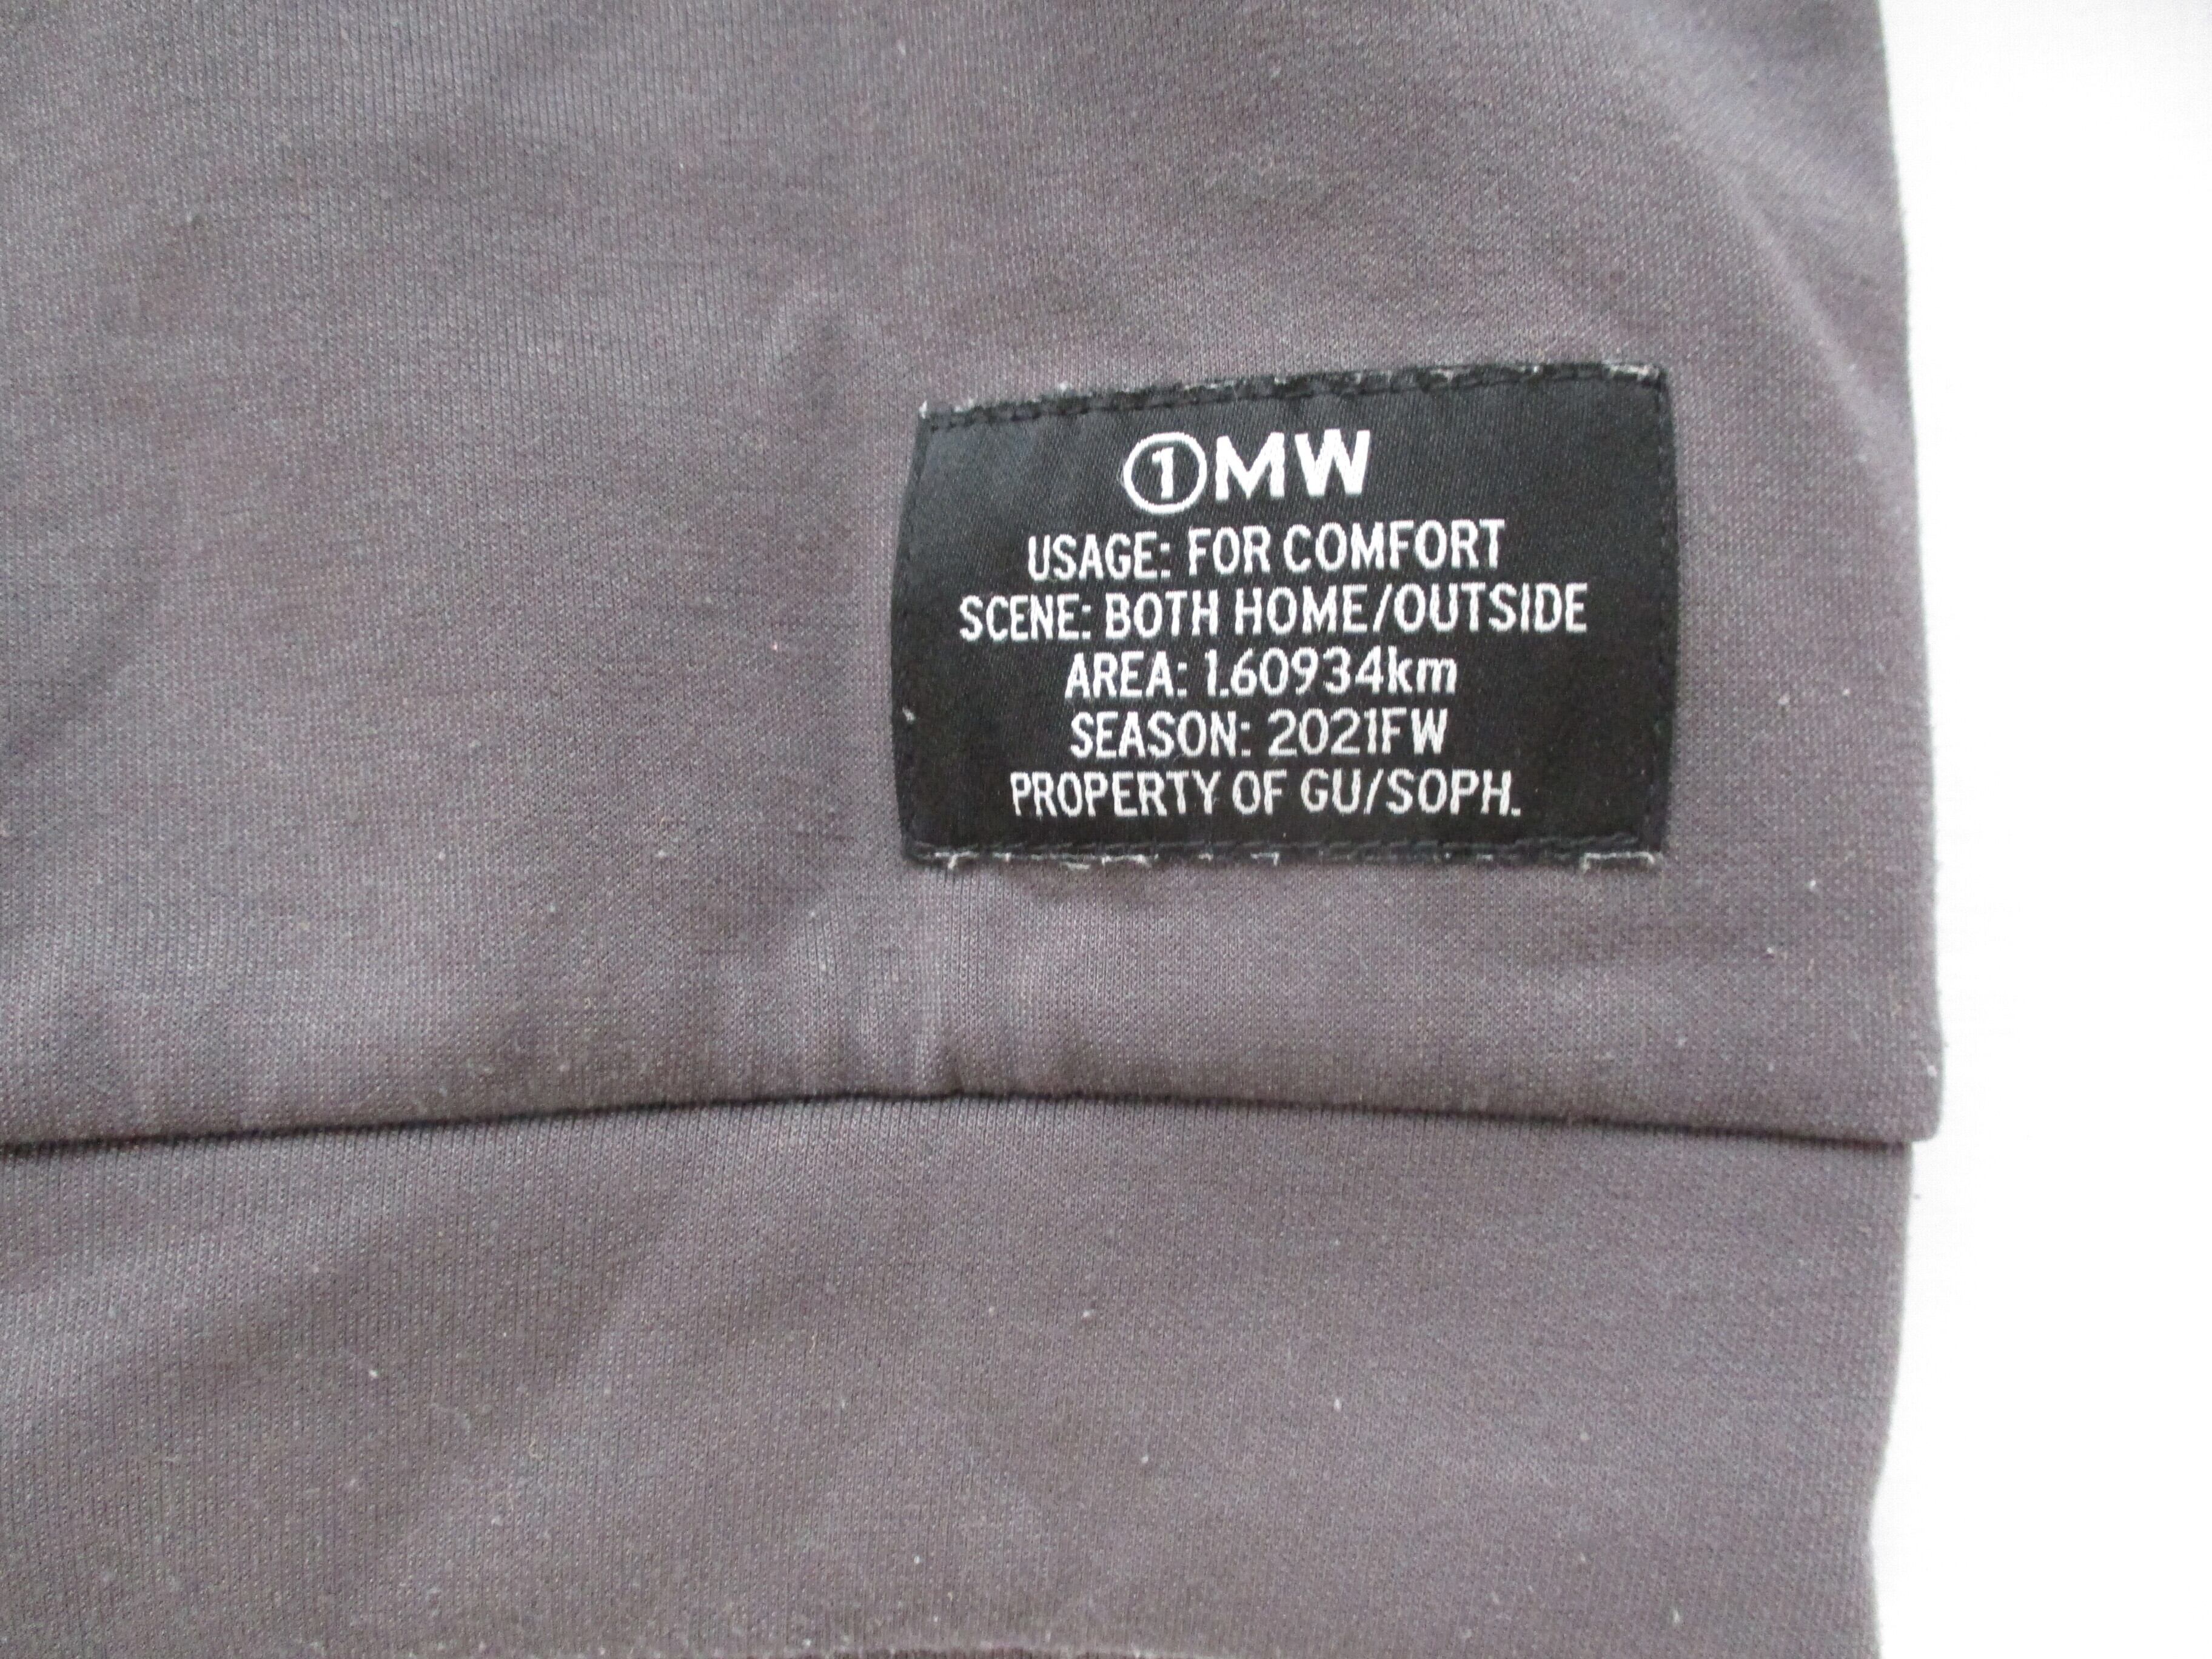 ①MW
USAGE: FOR COMFORT
SCENE: BOTH HOME/OUTSIDE
AREA: 1.60934km
SEASON: 2021FW
PROPERTY OF GU/SOPH.